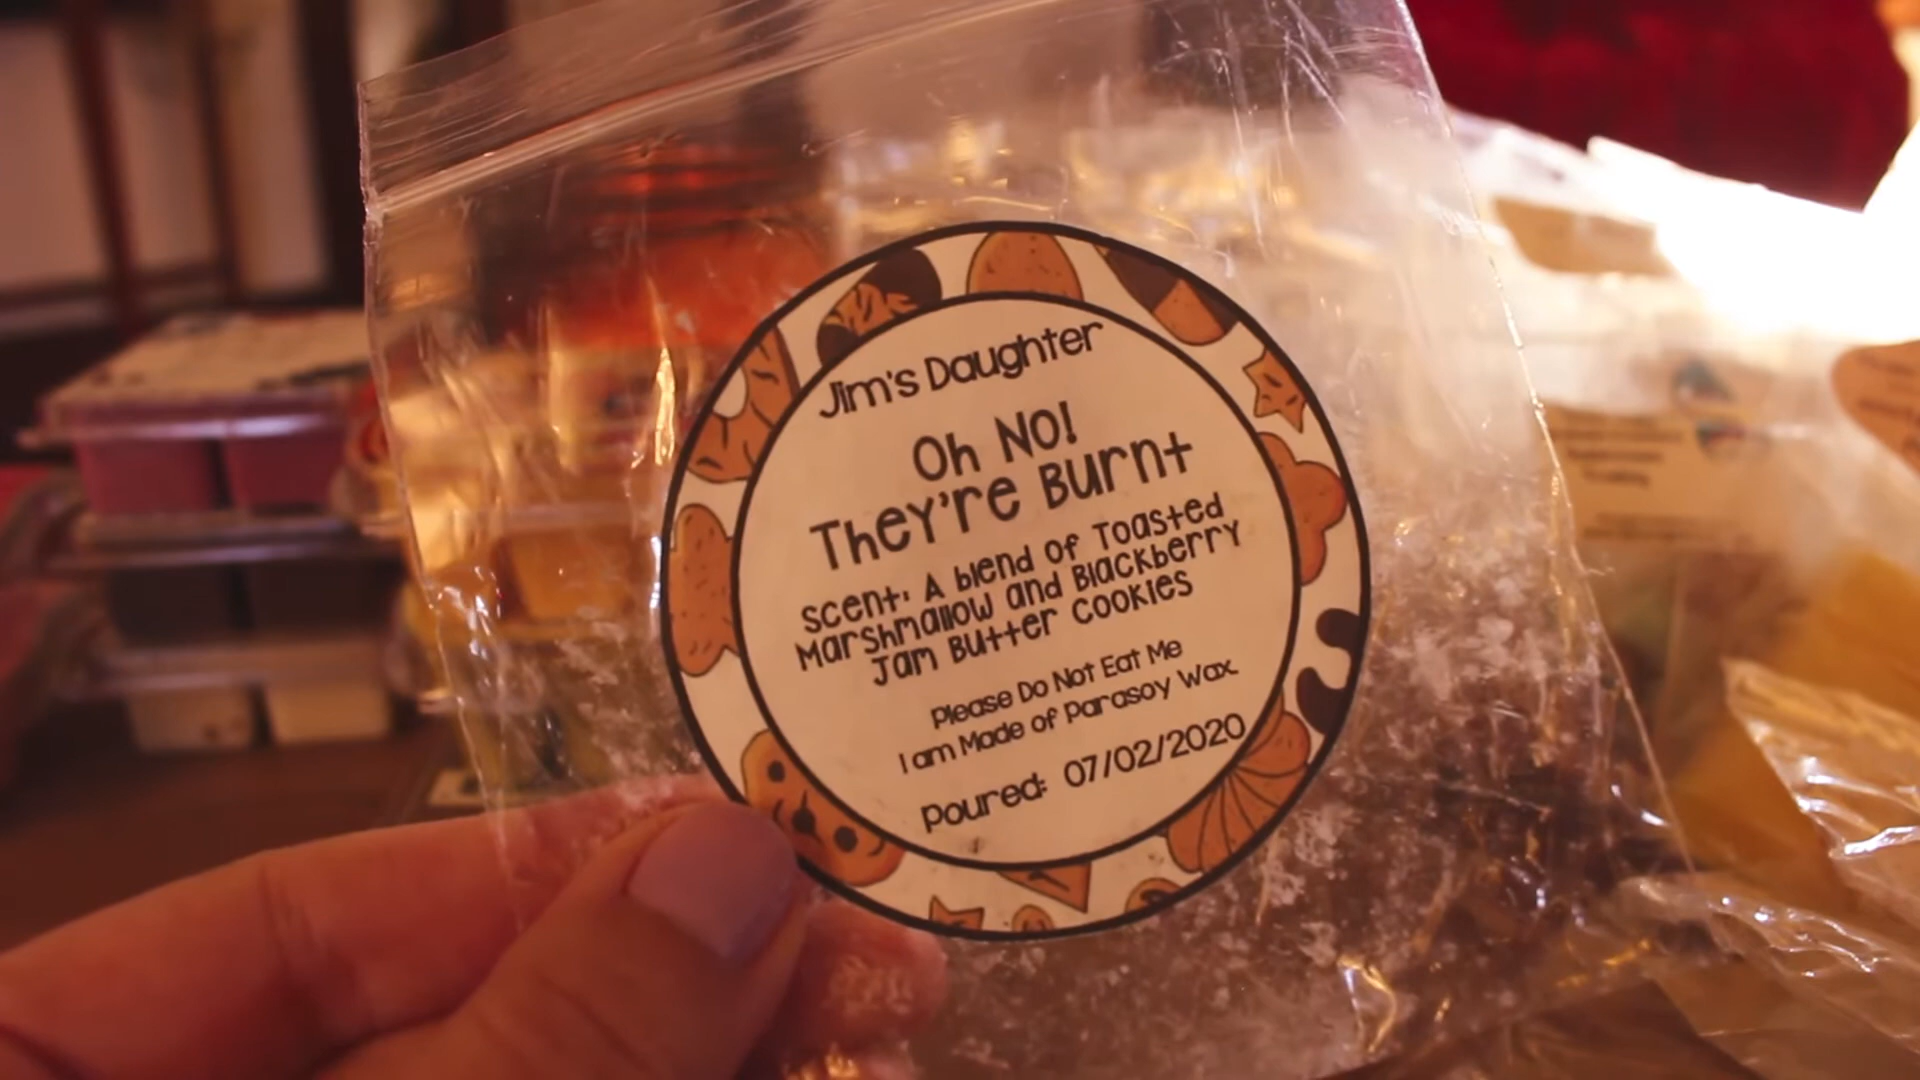 Jim's Daughter
Oh No!
They're Burnt
Scent: A blend of Toasted
Marshmallow and Blackberry
Jam Butter Cookies
Please Do Not Eat Me
I am Made of Parasoy Wax.
Poured: 07/02/2020